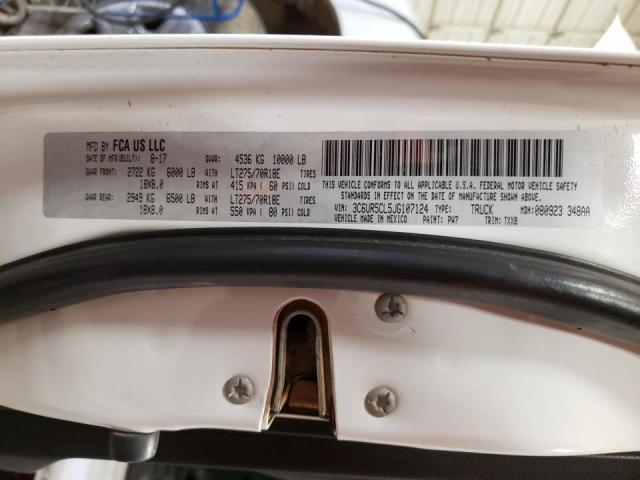 MFD BY FCA US LLC
DATE OF MFR(BUILT): 8-17 GVWR: 4536 KG 10000 LB
GAWR FRONT: 2722 KG 6000 LB LT275/70R18E TIRES
18X8.0 RIMS AT 415 KPA ( 60 PSI) COLD
GAWR REAR: 2949 KG 6500 LB LT275/70R18E TIRES
18X8.0 RIMS AT 550 KPA ( 80 PSI) COLD
THIS VEHICLE CONFORMS TO ALL APPLICABLE U.S.A. FEDERAL MOTOR VEHICLE SAFETY
STANDARDS IN EFFECT ON THE DATE OF MANUFACTURE SHOWN ABOVE.
VIN: 3C6UR5CL5JG107124 TYPE: TRUCK MDH: 080923 348AA
VEHICLE MADE IN MEXICO PAINT: PW7 TRIM: TXX8